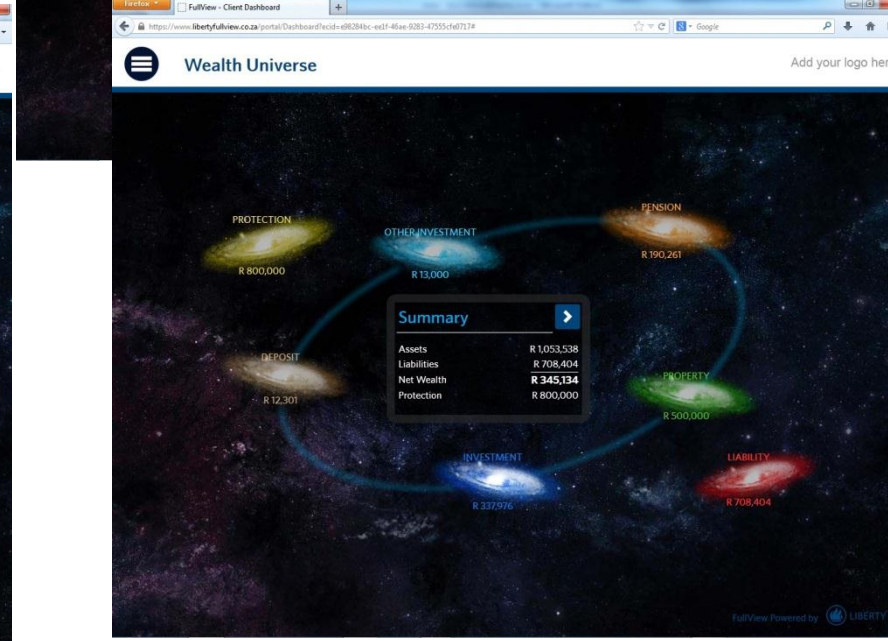 Firefox
FullView - Client Dashboard
https://www.libertyfullview.co.za/portal/Dashboard?ecid=e98284bc-ee1f-46ae-9283-47555cfe0717#
Google
Wealth Universe
Add your logo her
PENSION
R 190,261
PROTECTION
R 800,000
OTHER INVESTMENT
R 13,000
Summary
Assets R 1,053,538
Liabilities R 708,404
Net Wealth R 345,134
Protection R 800,000
DEPOSIT
R 12,301
PROPERTY
R 500,000
INVESTMENT
R 337,976
LIABILITY
R 708,404
FullView Powered by LIBERTY